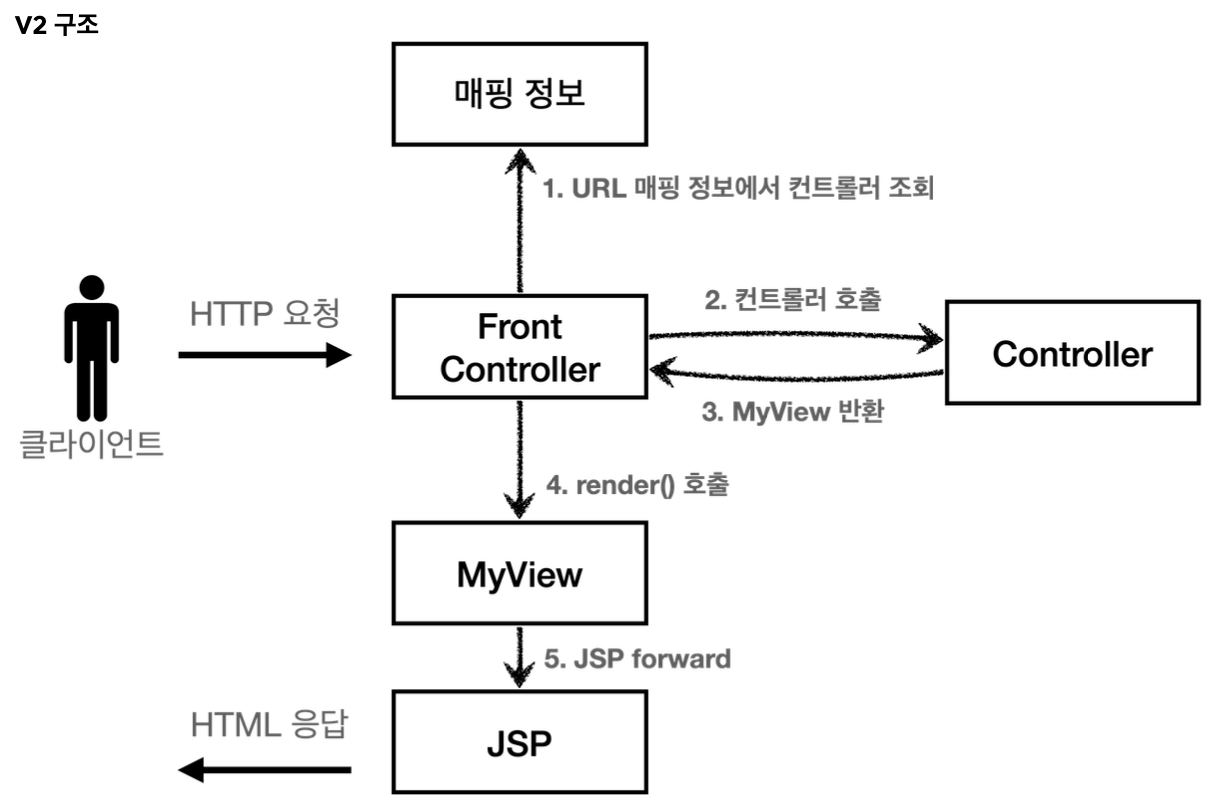 V2 구조
매핑 정보
1. URL 매핑 정보에서 컨트롤러 조회
HTTP 요청
클라이언트
Front
Controller
2. 컨트롤러 호출
3. MyView 반환
Controller
4. render() 호출
MyView
5. JSP forward
JSP
HTML 응답